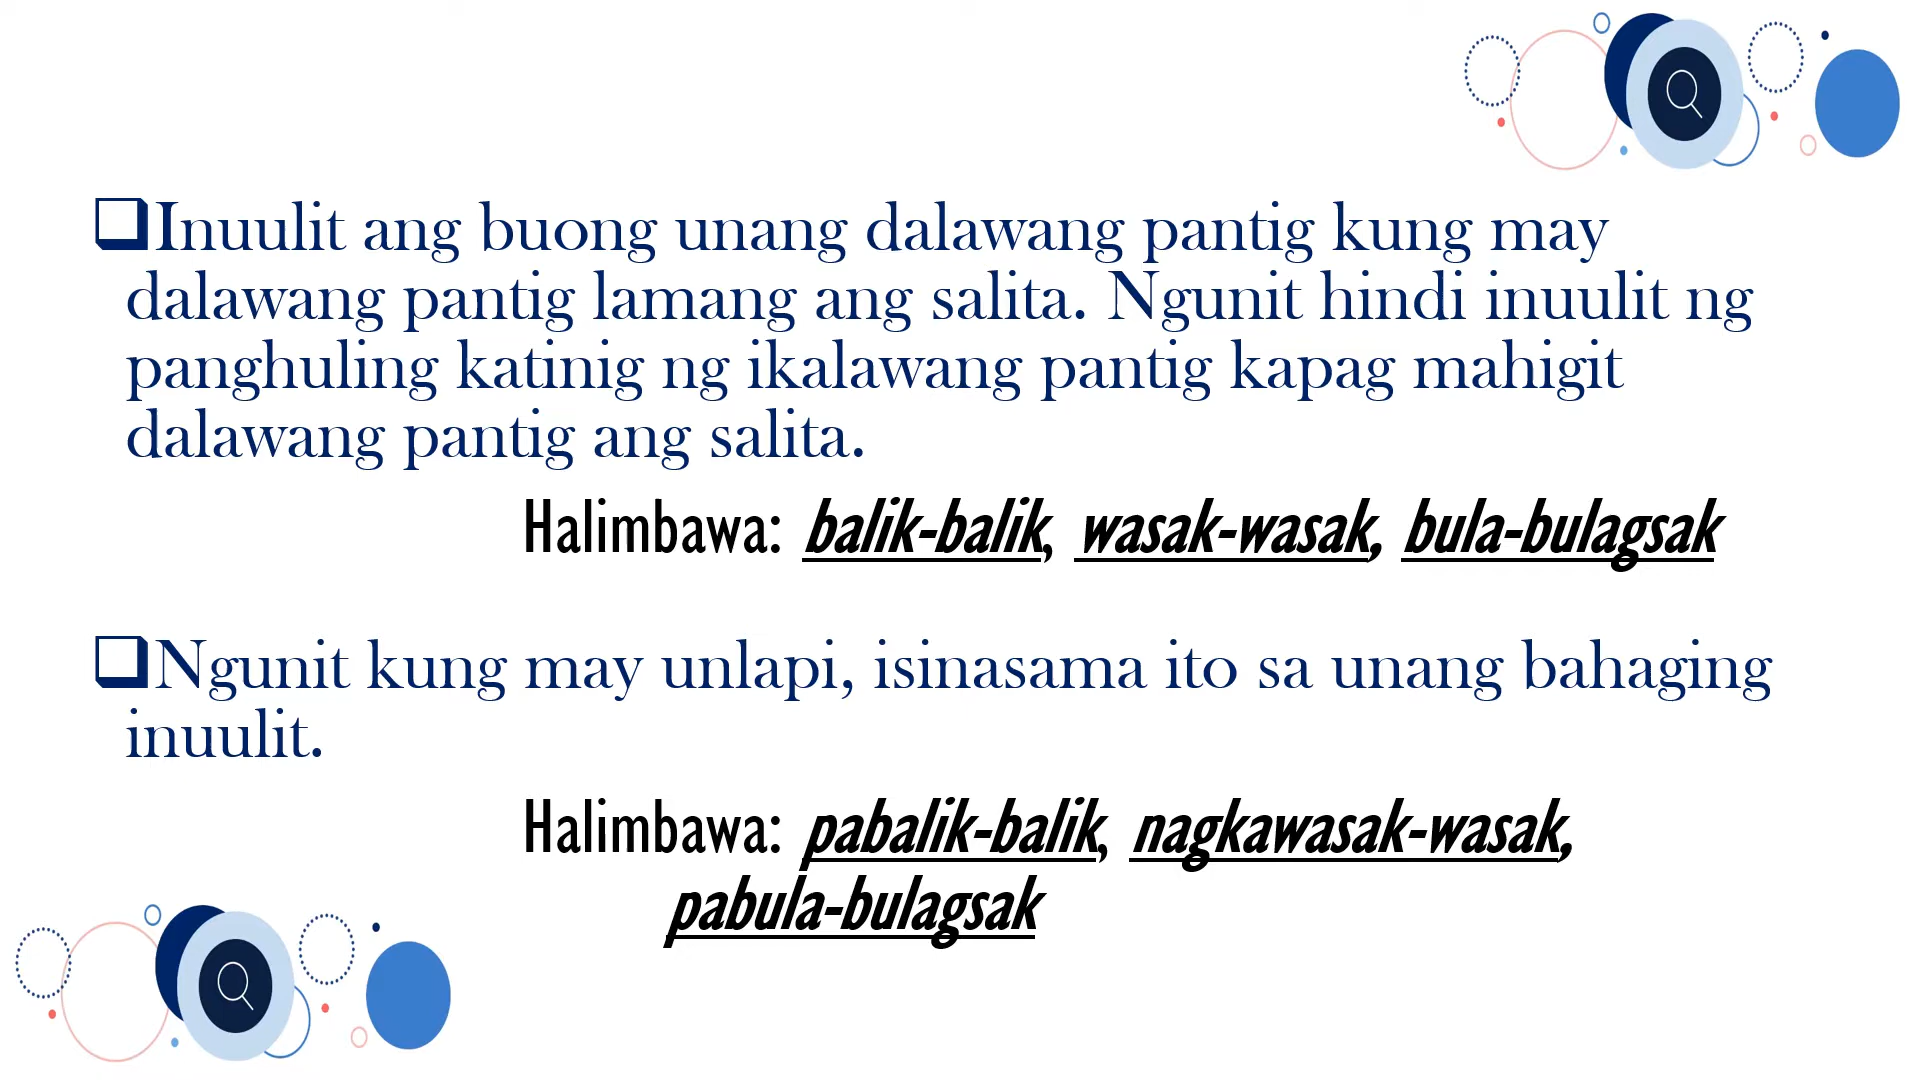 ❑Inuulit ang buong unang dalawang pantig kung may
dalawang pantig lamang ang salita. Ngunit hindi inuulit ng
panghuling katinig ng ikalawang pantig kapag mahigit
dalawang pantig ang salita.
Halimbawa: balik-balik, wasak-wasak, bula-bulagsak
❑Ngunit kung may unlapi, isinasama ito sa unang bahaging
inuulit.
Halimbawa: pabalik-balik, nagkawasak-wasak,
pabula-bulagsak